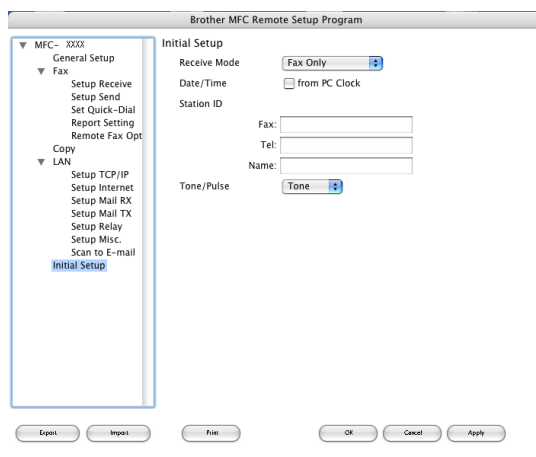 Brother MFC Remote Setup Program
MFC- XXXX
General Setup
Fax
Setup Receive
Setup Send
Set Quick-Dial
Report Setting
Remote Fax Opt
Copy
LAN
Setup TCP/IP
Setup Internet
Setup Mail RX
Setup Mail TX
Setup Relay
Setup Misc.
Scan to E-mail
Initial Setup
Initial Setup
Receive Mode Fax Only
Date/Time from PC Clock
Station ID
Fax:
Tel:
Name:
Tone/Pulse Tone
Export Import Print OK Cancel Apply